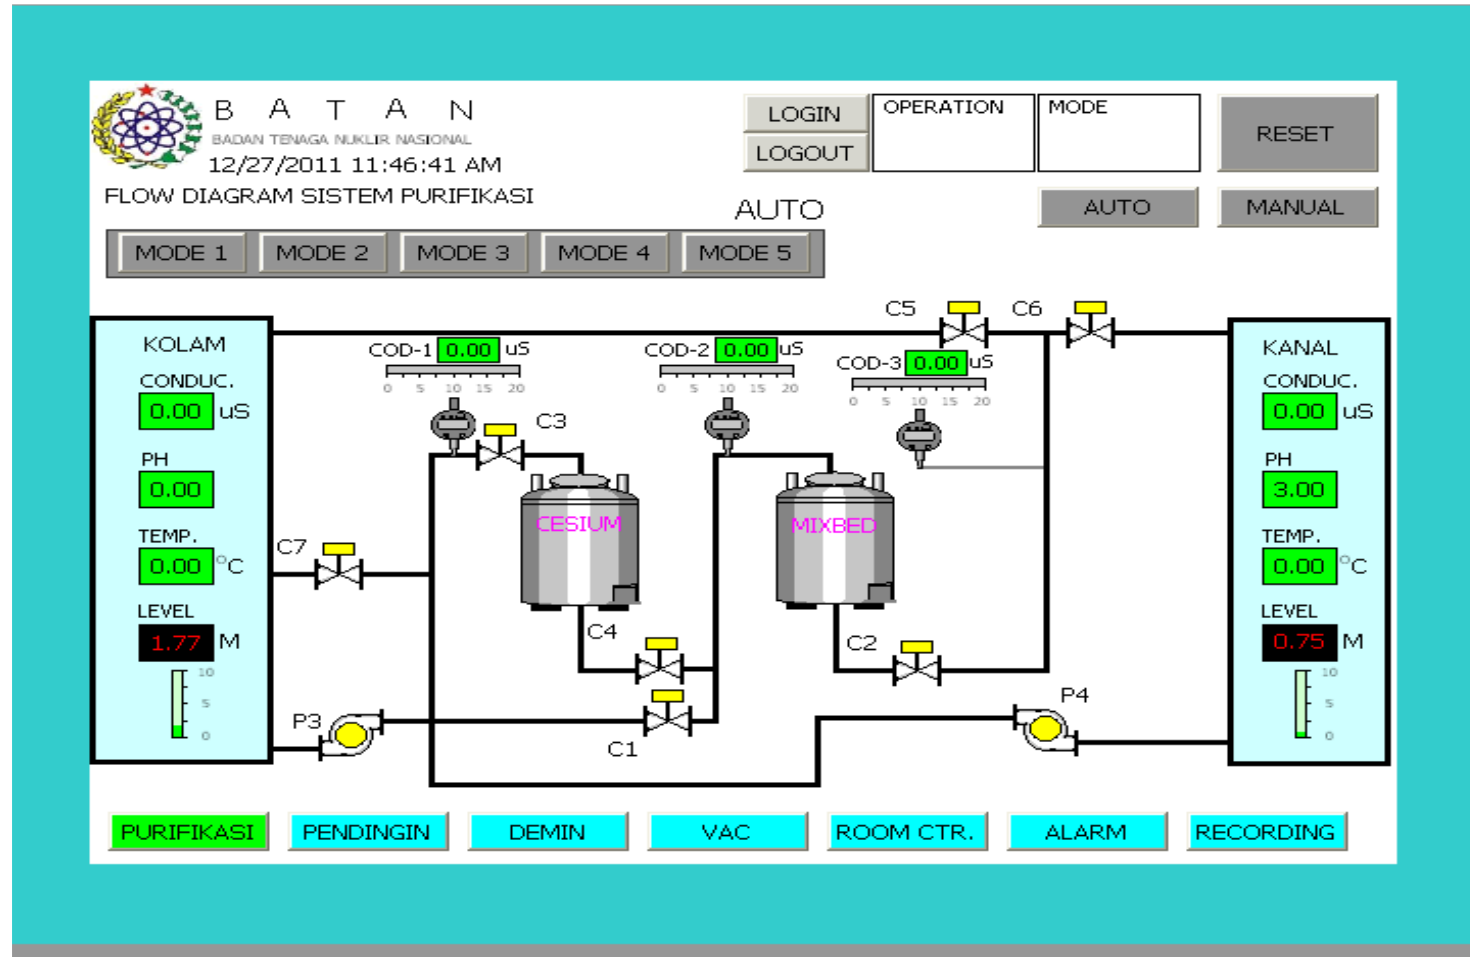 B A T A N
BADAN TENAGA NUKLIR NASIONAL
12/27/2011 11:46:41 AM
FLOW DIAGRAM SISTEM PURIFIKASI
LOGIN
LOGOUT
OPERATION
MODE
RESET
AUTO
AUTO
MANUAL
MODE 1
MODE 2
MODE 3
MODE 4
MODE 5
KOLAM
CONDUC.
0.00 uS
PH
0.00
TEMP.
0.00 °C
LEVEL
1.77 M
10
5
0
COD-1 0.00 uS
0 5 10 15 20
COD-2 0.00 uS
0 5 10 15 20
COD-3 0.00 uS
0 5 10 15 20
C5
C6
C3
C7
CESIUM
MIXBED
C4
C2
P3
C1
P4
KANAL
CONDUC.
0.00 uS
PH
3.00
TEMP.
0.00 °C
LEVEL
0.75 M
10
5
0
PURIFIKASI
PENDINGIN
DEMIN
VAC
ROOM CTR.
ALARM
RECORDING